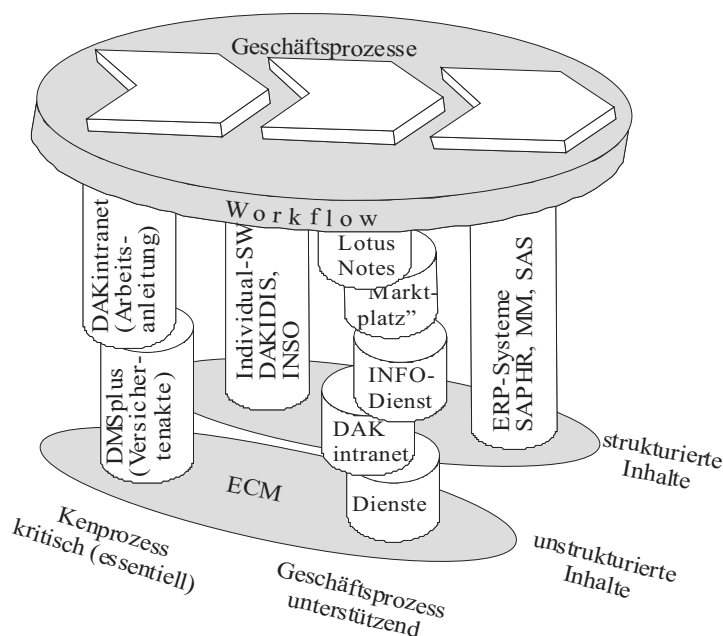 Geschäftsprozesse
Workflow
DAKintranet
(Arbeits-
anleitung)
Individual-SW
DAKIDIS,
INSO
Lotus
Notes
"Markt-
platz”
ERP-Systeme
SAPHR, MM, SAS
DMSplus
(Versicher-
tenakte)
INFO-
Dienst
DAK
intranet
Dienste
ECM
strukturierte
Inhalte
unstrukturierte
Inhalte
Kenprozess
kritisch (essentiell)
Geschäftsprozess
unterstützend